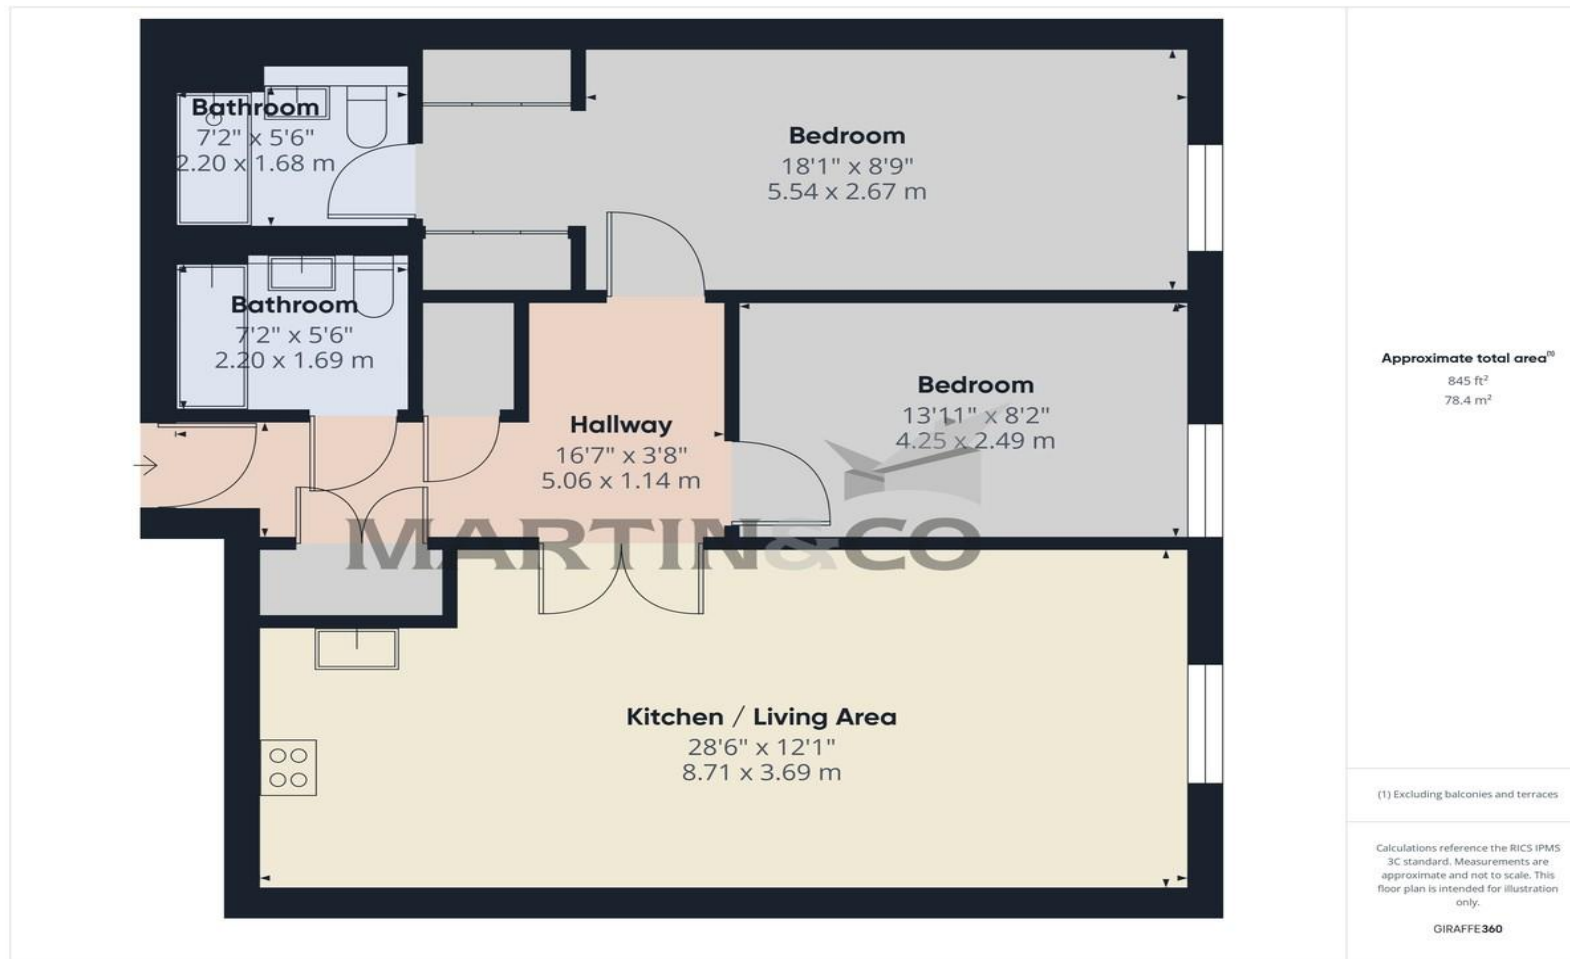 Bathroom
7'2" x 5'6"
2.20 x 1.68 m
Bedroom
18'1" x 8'9"
5.54 x 2.67 m
Bathroom
7'2" x 5'6"
2.20 x 1.69 m
Hallway
16'7" x 3'8"
5.06 x 1.14 m
Bedroom
13'11" x 8'2"
4.25 x 2.49 m
MARTIN&CO
Kitchen / Living Area
28'6" x 12'1"
8.71 x 3.69 m
Approximate total area(1)
845 ft²
78.4 m²
(1) Excluding balconies and terraces
Calculations reference the RICS IPMS
3C standard. Measurements are
approximate and not to scale. This
floor plan is intended for illustration
only.
GIRAFFE360